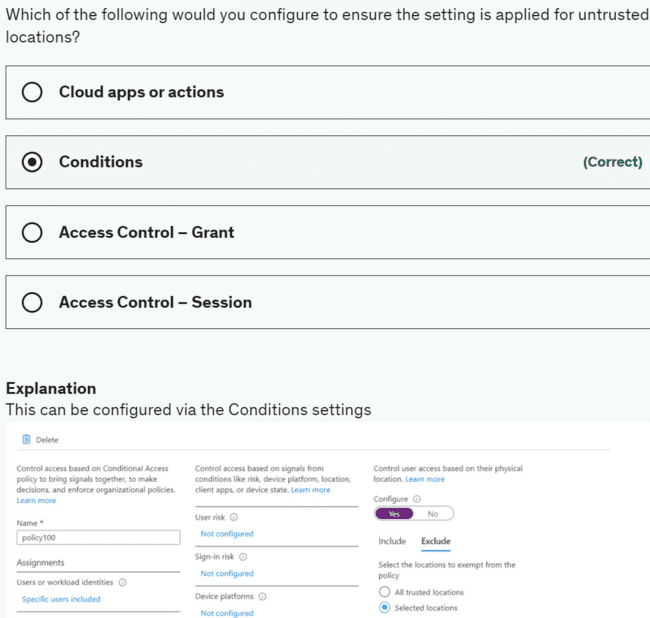 Which of the following would you configure to ensure the setting is applied for untrusted
locations?
Cloud apps or actions
Conditions
(Correct)
Access Control – Grant
Access Control – Session
Explanation
This can be configured via the Conditions settings
Delete
Control access based on Conditional Access
policy to bring signals together, to make
decisions, and enforce organizational policies.
Learn more
Name *
policy100
Assignments
Users or workload identities
Specific users included
Control access based on signals from
conditions like risk, device platform, location,
client apps, or device state. Learn more
User risk
Not configured
Sign-in risk
Not configured
Device platforms
Not configured
Control user access based on their physical
location. Learn more
Configure
Yes No
Include Exclude
Select the locations to exempt from the
policy
All trusted locations
Selected locations